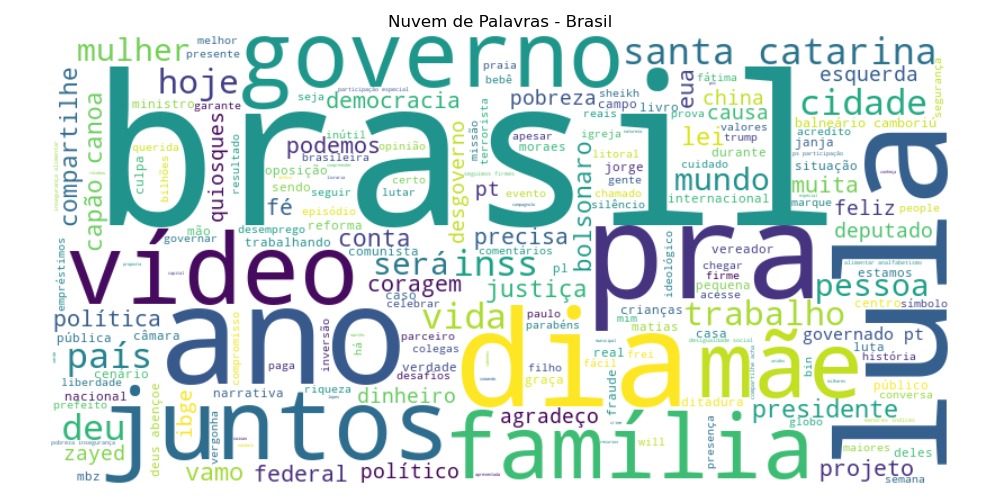 Nuvem de Palavras - Brasil
brasil
governo
lula
pra
dia
ano
vídeo
juntos
família
mãe
santa catarina
cidade
mulher
hoje
mundo
país
vida
inss
será
trabalho
pessoa
podemos
lei
eua
china
causa
esquerda
pobreza
democracia
melhor
presente
ministro
garante
compartilhe
capão canoa
quiosques
querida
culpa
bilhões
resultado
participação especial
seja
inútil
opinião
brasileira
oposição
sendo
seguir
certo
lutar
fé
episódio
reforma
mão
desemprego
governar
trabalhando
comunista
conta
coragem
desgoverno
pt
missão
terrorista
praia
bebê
sheikh
campo
livro
reais
apesar
moraes
igreja
litoral
jorge
gente
cuidado
evento
chamado
silêncio
internacional
precisa
comentários
pl
bolsonaro
justiça
fátima
prova
valores
trump
durante
segurança
balneário camboriú
acredito
janja
situação
muita
marque
people
feliz
deputado
vereador
chegar
firme
pequena
acesse
ideológico
estamos
centro
símbolo
empréstimos
política
pública
câmara
cenário
liberdade
nacional
prefeito
deu
zayed
mbz
vergonha
deus abençoe
ibge
vamo
narrativa
compromisso
federal
paga
inversão
riqueza
dinheiro
caso
celebrar
há
parceiro
colegas
verdade
desafios
político
agradeço
paulo
parabéns
crianças
mim
matias
casa
real
frei
fácil
filho
graça
fraude
will
ditadura
presença
desigualdade social
bin
governado pt
luta
história
público
conversa
presidente
globo
maiores
deles
projeto
semana
pobreza insegurança
alimentar analfabetismo
seguimos firmes